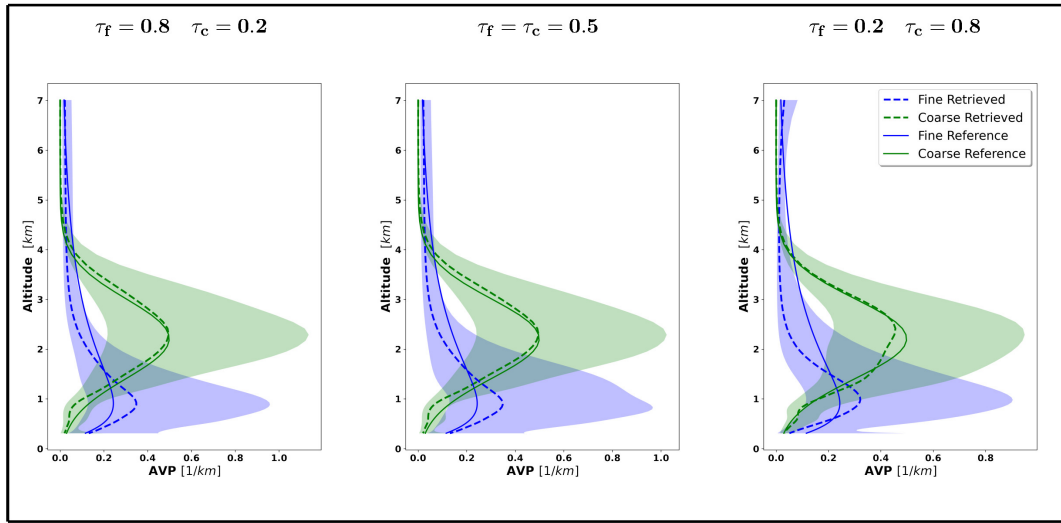 τf = 0.8 τc = 0.2
τf = τc = 0.5
τf = 0.2 τc = 0.8
7
6
5
4
3
2
1
0
Altitude [km]
0.0 0.2 0.4 0.6 0.8 1.0
AVP [1/km]
7
6
5
4
3
2
1
0
Altitude [km]
0.0 0.2 0.4 0.6 0.8 1.0
AVP [1/km]
7
6
5
4
3
2
1
0
Altitude [km]
0.0 0.2 0.4 0.6 0.8
AVP [1/km]
Fine Retrieved
Coarse Retrieved
Fine Reference
Coarse Reference